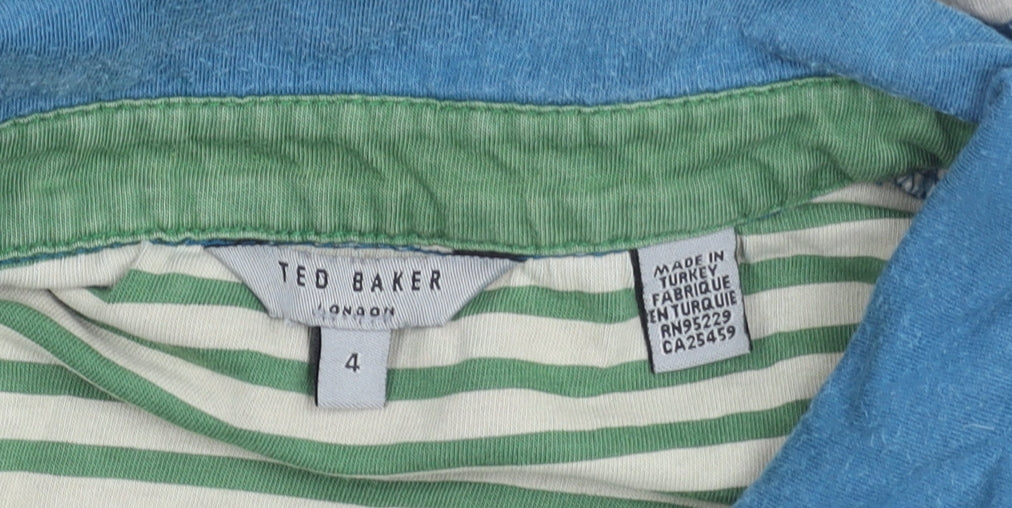 TED BAKER
LONDON
4
MADE IN
TURKEY
FABRIQUE
EN TURQUIE
RN95229
CA25459